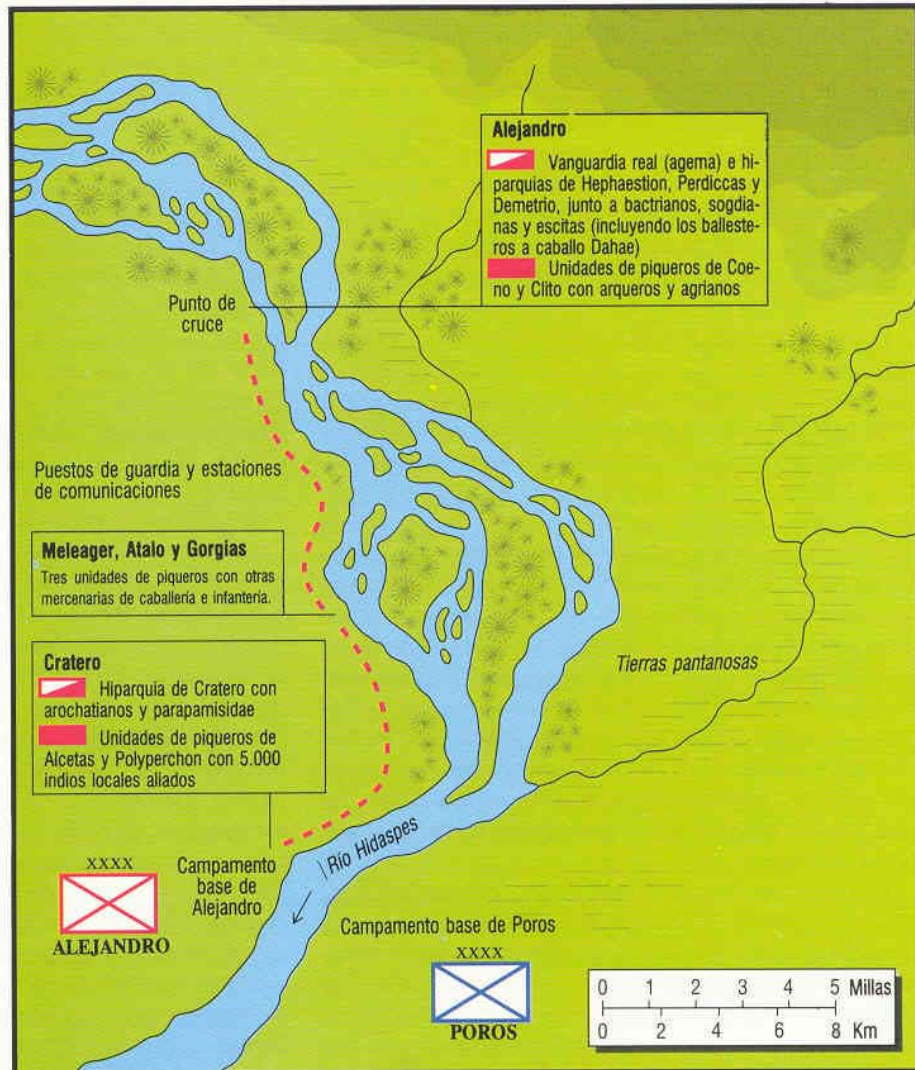 Alejandro
Vanguardia real (agema) e hi-
parquias de Hephaestion, Perdiccas y
Demetrio, junto a bactrianos, sogdia-
nas y escitas (incluyendo los balleste-
ros a caballo Dahae)
Unidades de piqueros de Coe-
no y Clito con arqueros y agrianos
Punto de
cruce
Puestos de guardia y estaciones
de comunicaciones
Meleager, Atalo y Gorgias
Tres unidades de piqueros con otras
mercenarias de caballería e infantería.
Cratero
Hiparquia de Cratero con
arochatianos y parapamisidae
Unidades de piqueros de
Alcetas y Polyperchon con 5.000
indios locales aliados
Tierras pantanosas
Río Hidaspes
XXXX
ALEJANDRO
Campamento
base de
Alejandro
Campamento base de Poros
XXXX
POROS
0 1 2 3 4 5 Millas
0 2 4 6 8 Km